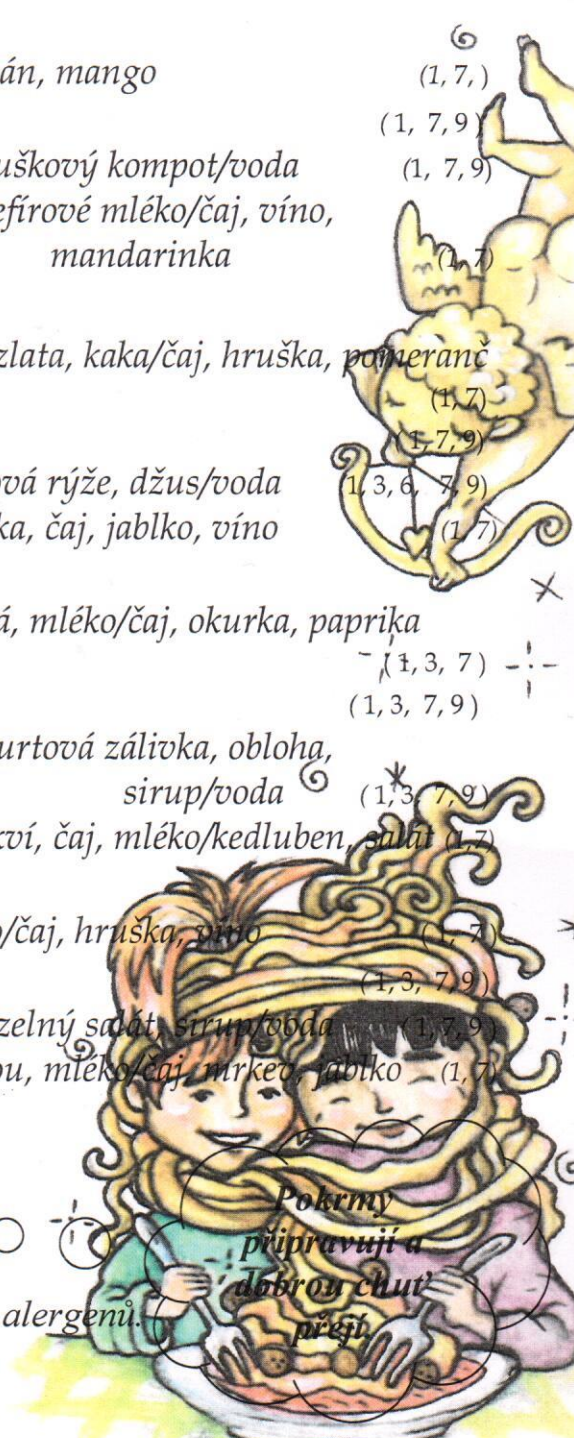 án, mango (1, 7, )
(1, 7,9)
uškový kompot/voda (1, 7,9)
efírové mléko/čaj, víno,
mandarinka (1, 7)
zlata, kaka/čaj, hruška, pomeranč
(1, 7)
(1,7,9)
ová rýže, džus/voda 1, 3, 6, 7, 9)
ka, čaj, jablko, víno (1, 7)
á, mléko/čaj, okurka, paprika
(1, 3, 7 )
(1, 3, 7,9 )
urtová zálivka, obloha,
sirup/voda (1, 3, 7,9)
kví, čaj, mléko/kedluben, salát (1,7)
o/čaj, hruška, víno (1, 7)
(1, 3, 7,9)
zelný salát, sirup/voda (1, 7, 9)
ou, mléko/čaj, mrkev, jablko (1, 7)
Pokrmy
připravují a
dobrou chuť
přejí.
alergenů.